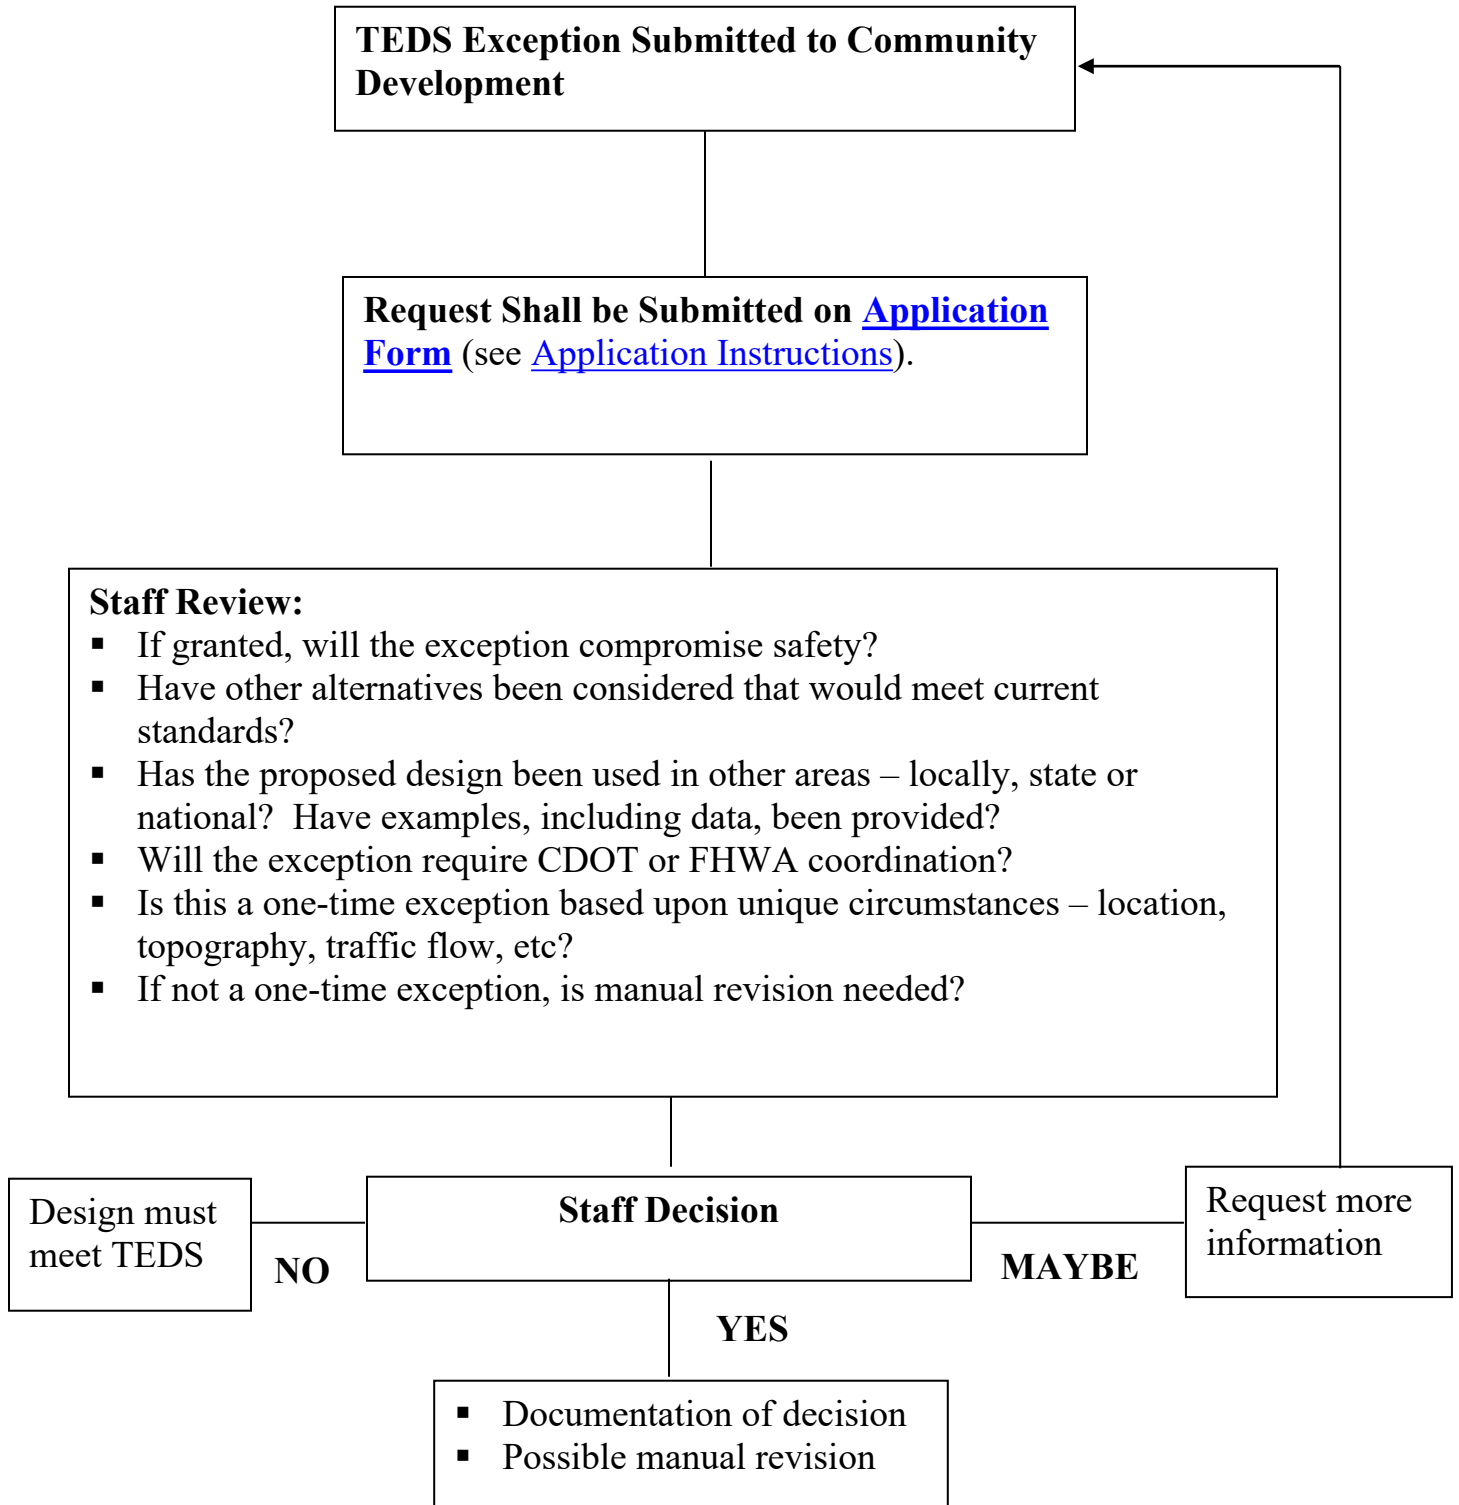 TEDS Exception Submitted to Community
Development
Request Shall be Submitted on Application
Form (see Application Instructions).
Staff Review:
▪ If granted, will the exception compromise safety?
▪ Have other alternatives been considered that would meet current
standards?
▪ Has the proposed design been used in other areas – locally, state or
national?  Have examples, including data, been provided?
▪ Will the exception require CDOT or FHWA coordination?
▪ Is this a one-time exception based upon unique circumstances – location,
topography, traffic flow, etc?
▪ If not a one-time exception, is manual revision needed?
Design must
meet TEDS
NO
Staff Decision
MAYBE
Request more
information
YES
▪ Documentation of decision
▪ Possible manual revision